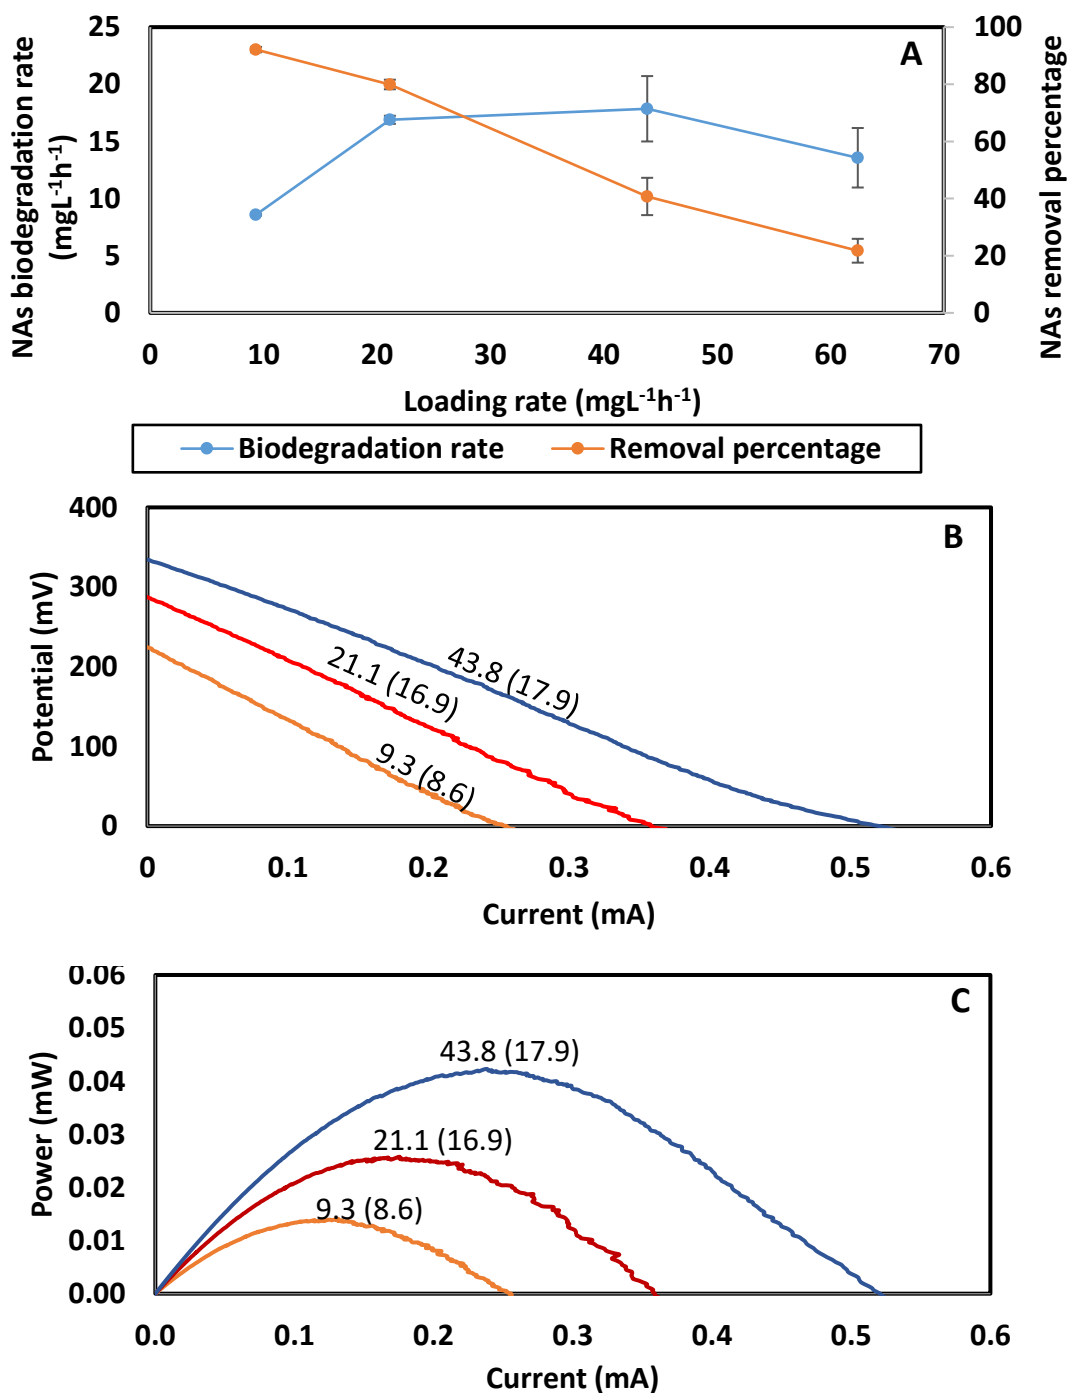 A
NAs biodegradation rate
(mgL⁻¹h⁻¹)
NAs removal percentage
25
20
15
10
5
0
100
80
60
40
20
0
0 10 20 30 40 50 60 70
Loading rate (mgL⁻¹h⁻¹)
Biodegradation rate Removal percentage
B
Potential (mV)
400
300
200
100
0
43.8 (17.9)
21.1 (16.9)
9.3 (8.6)
0 0.1 0.2 0.3 0.4 0.5 0.6
Current (mA)
C
Power (mW)
0.06
0.05
0.04
0.03
0.02
0.01
0.00
43.8 (17.9)
21.1 (16.9)
9.3 (8.6)
0.0 0.1 0.2 0.3 0.4 0.5 0.6
Current (mA)